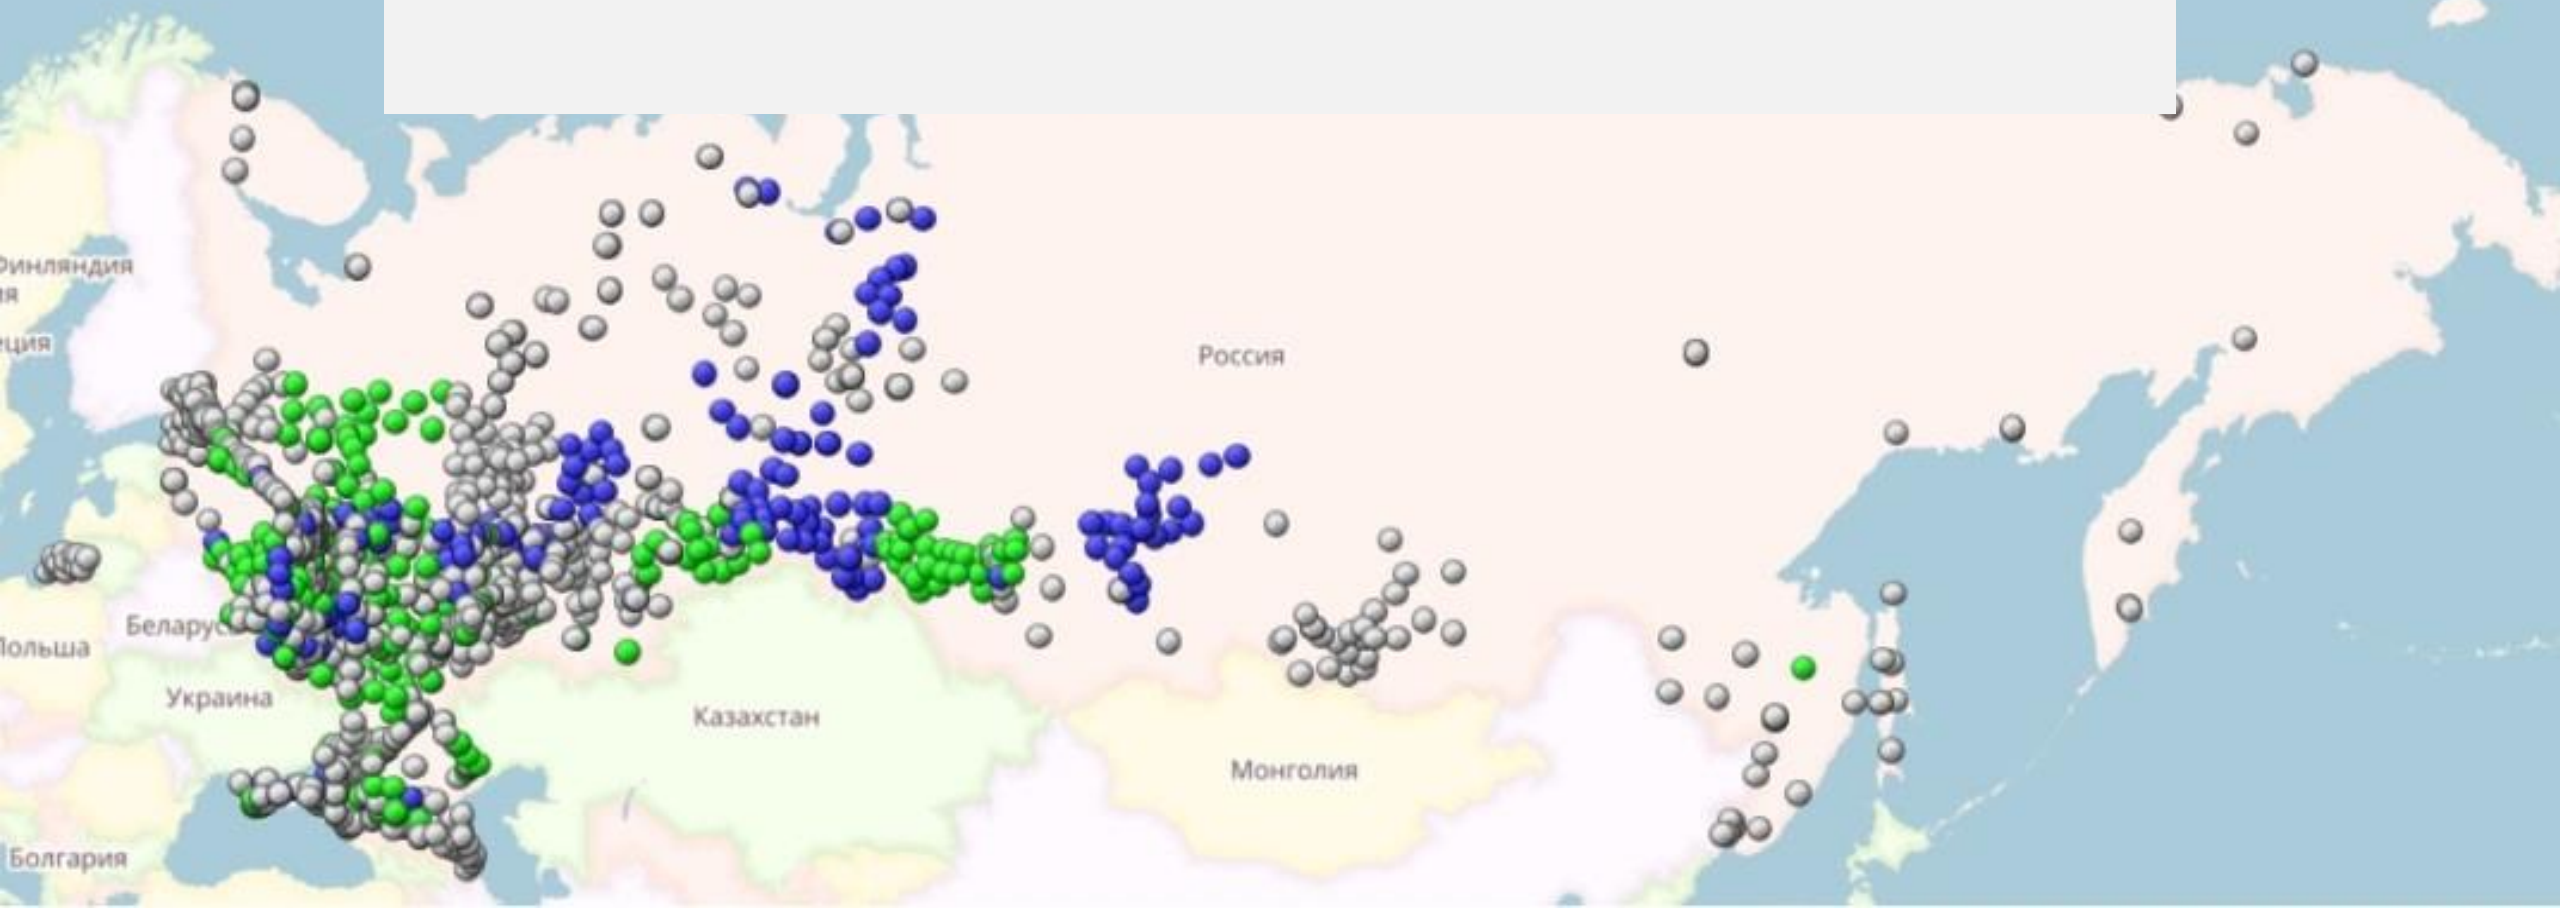 Финляндия
Россия
Беларусь
Польша
Украина
Казахстан
Монголия
Болгария